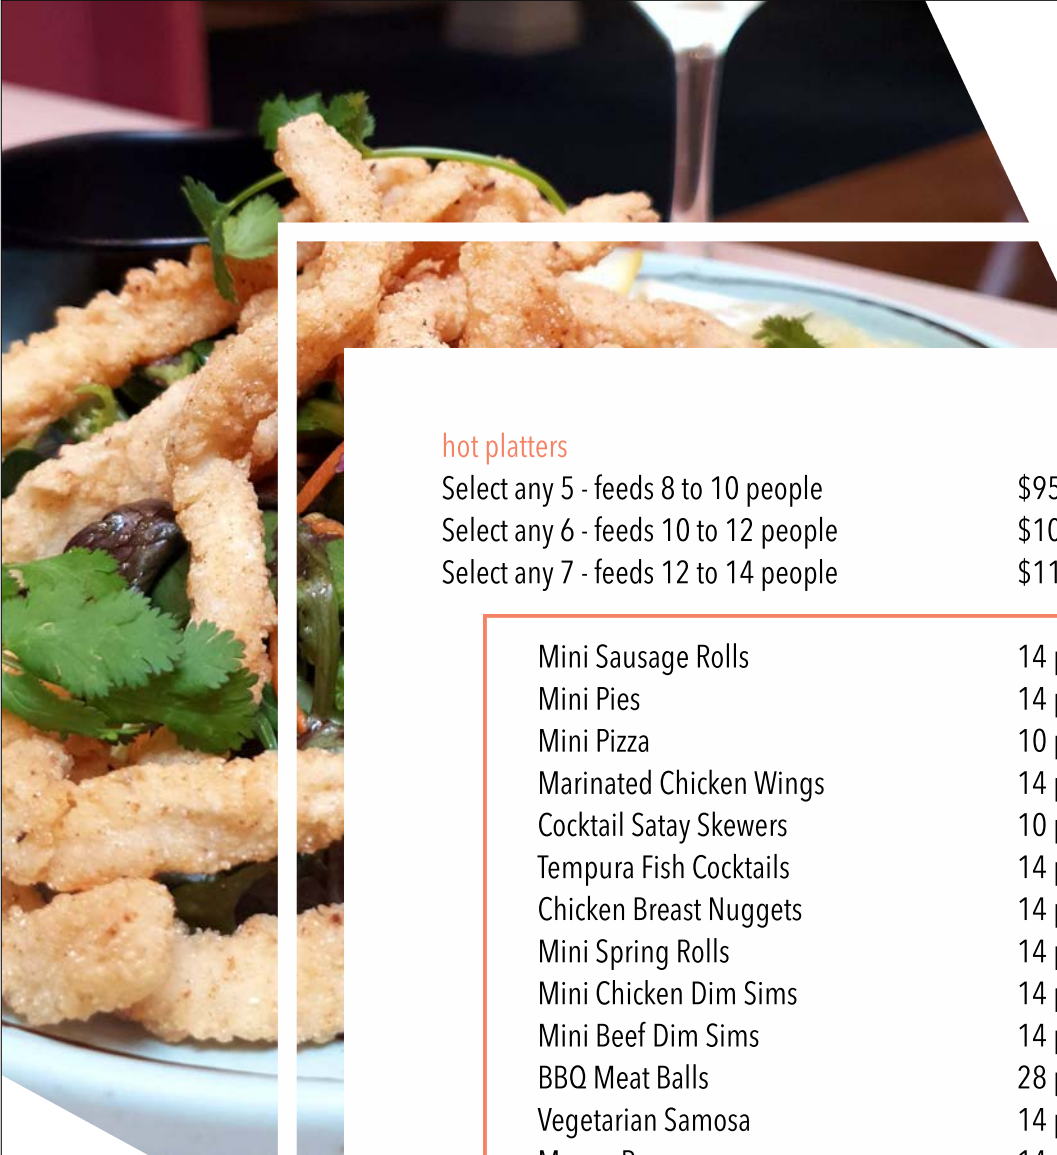 hot platters
Select any 5 - feeds 8 to 10 people $95
Select any 6 - feeds 10 to 12 people $10
Select any 7 - feeds 12 to 14 people $11
Mini Sausage Rolls 14
Mini Pies 14
Mini Pizza 10
Marinated Chicken Wings 14
Cocktail Satay Skewers 10
Tempura Fish Cocktails 14
Chicken Breast Nuggets 14
Mini Spring Rolls 14
Mini Chicken Dim Sims 14
Mini Beef Dim Sims 14
BBQ Meat Balls 28
Vegetarian Samosa 14